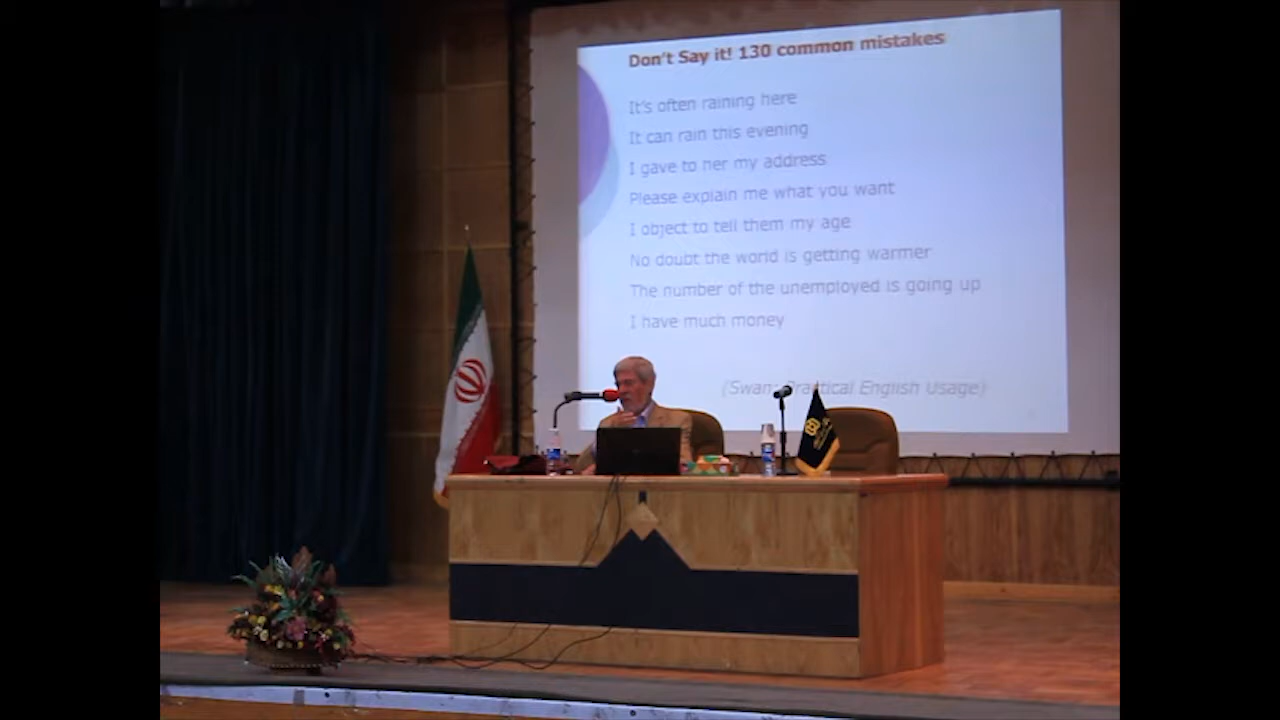 Don't Say it! 130 common mistakes
It's often raining here
It can rain this evening
I gave to her my address
Please explain me what you want
I object to tell them my age
No doubt the world is getting warmer
The number of the unemployed is going up
I have much money
(Swan: Practical English Usage)